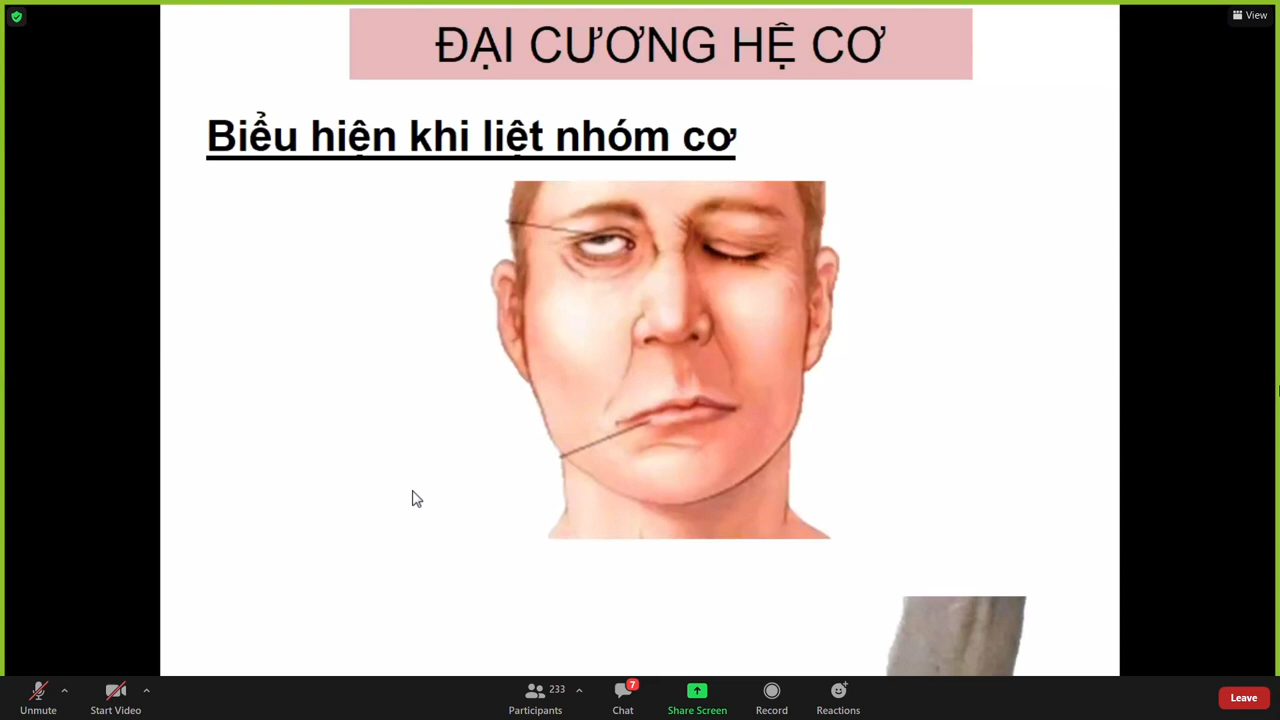 View
ĐẠI CƯƠNG HỆ CƠ
Biểu hiện khi liệt nhóm cơ
Unmute
Start Video
233
Participants
7
Chat
Share Screen
Record
Reactions
Leave